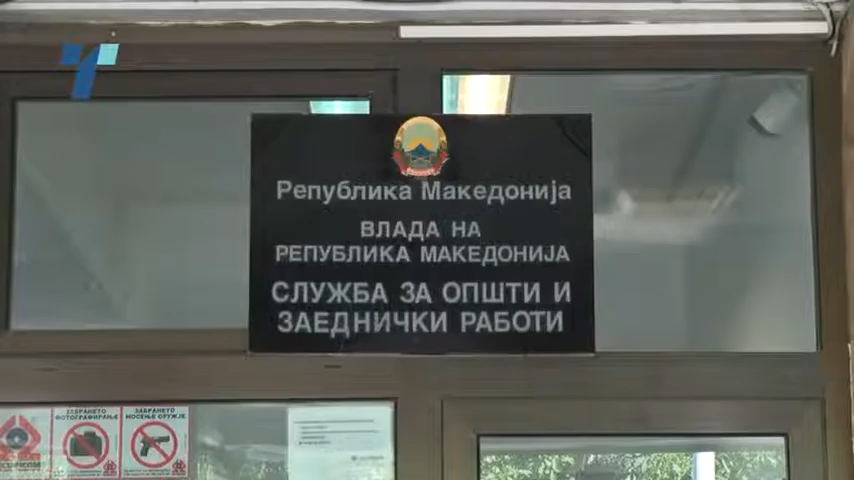 Република Македонија
ВЛАДА НА
РЕПУБЛИКА МАКЕДОНИЈА
СЛУЖБА ЗА ОПШТИ И
ЗАЕДНИЧКИ РАБОТИ
ЗАБРАНЕТО
ФОТОГРАФИРАЊЕ
ЗАБРАНЕТО
НОСЕЊЕ ОРУЖЈЕ